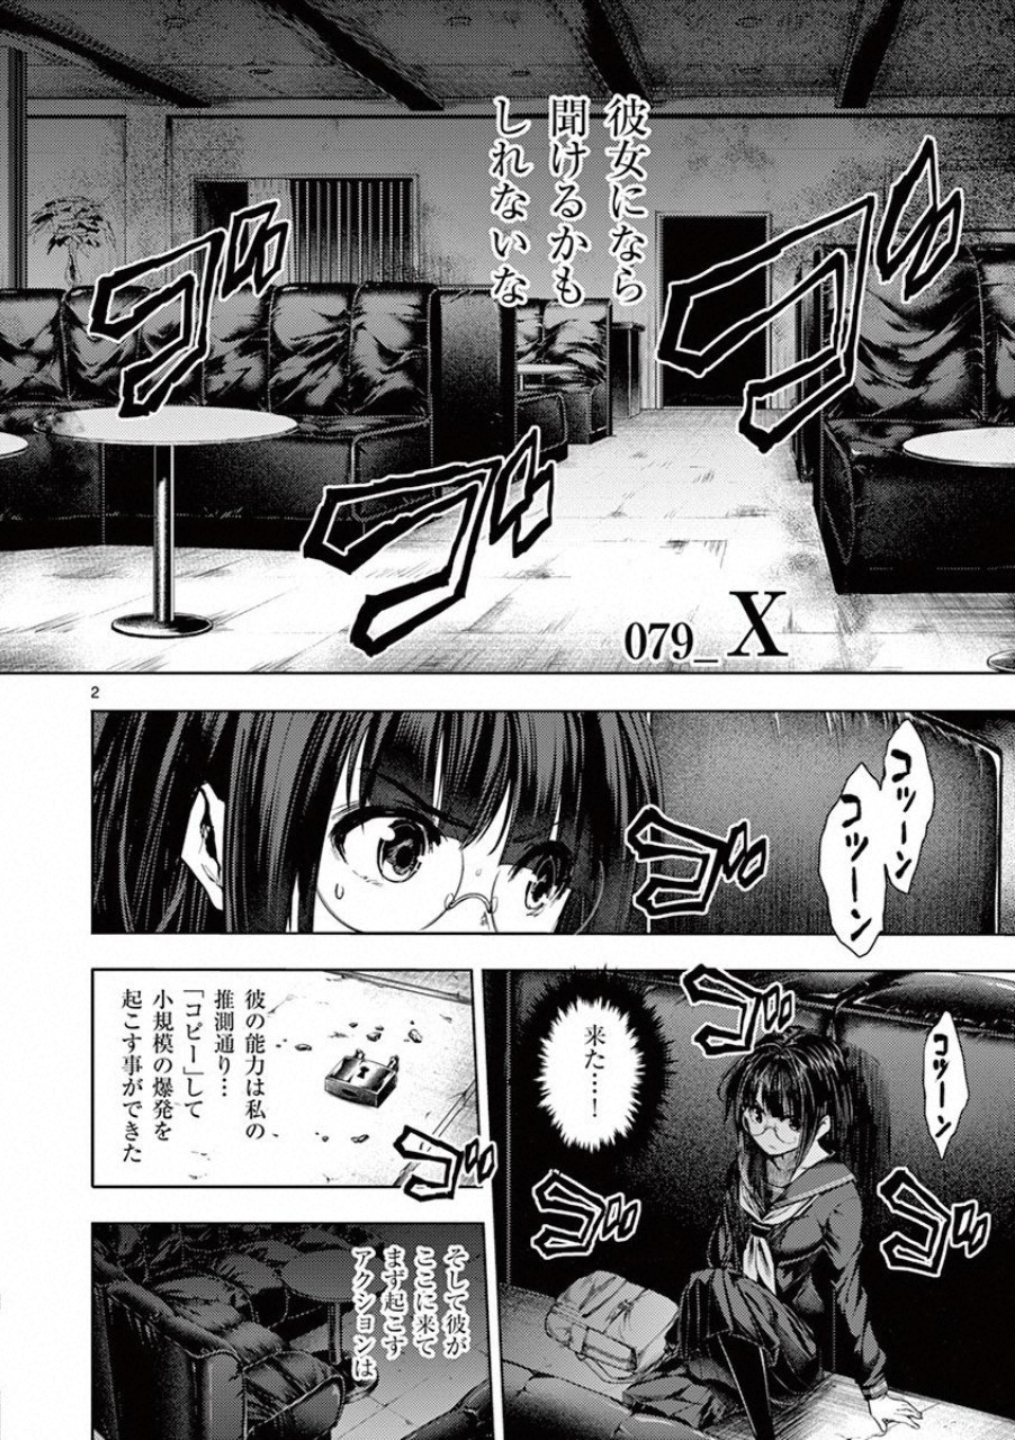 彼女になら
聞けるかも
しれないな
ゴゴ
ゴゴ
ゴゴ
079_X
2
コツーン
コツーン
ゴゴ
コツーン
来た…!
ゴゴ
ゴゴ
彼の能力は私の
推測通り…
「コピー」して
小規模の爆発を
起こす事ができた
ゴゴ
そして彼が
ここに来て
まず起こす
アクションは